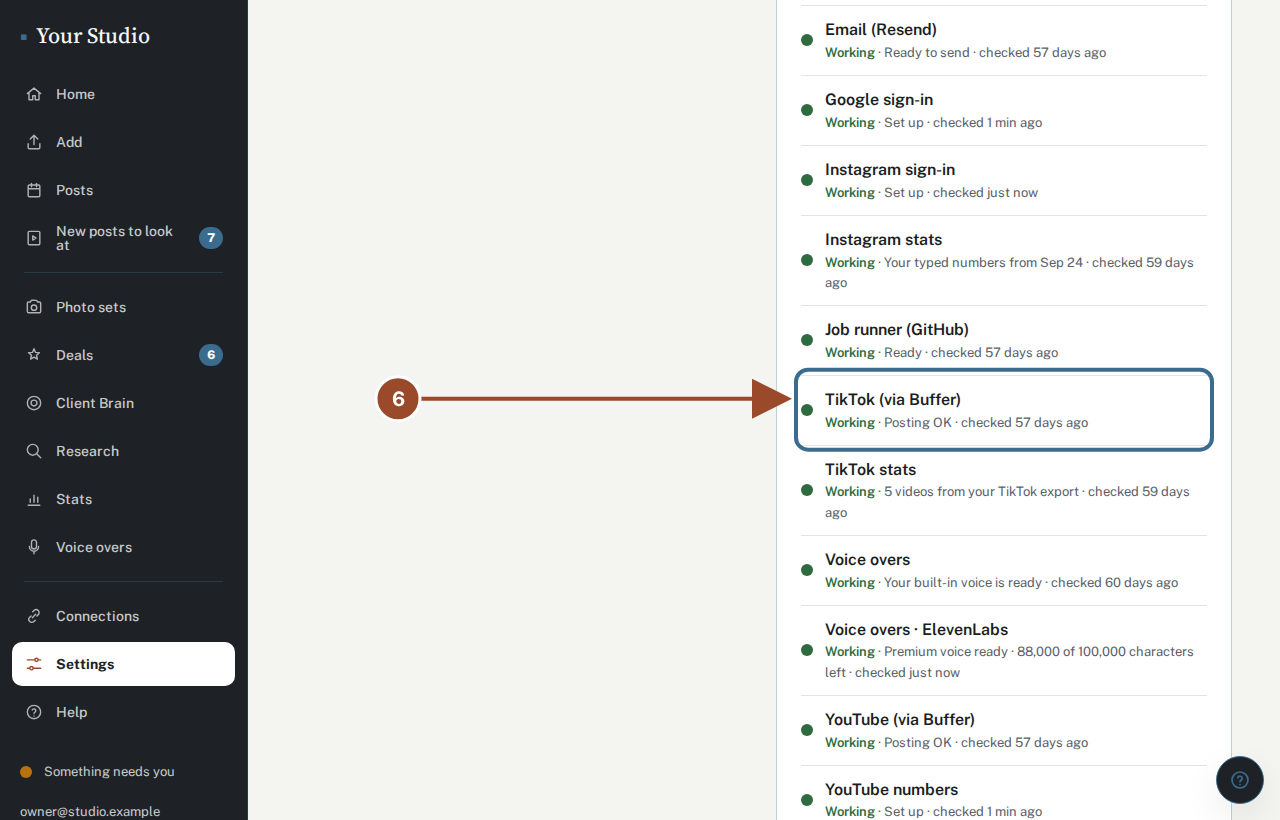 Your Studio
Home
Add
Posts
New posts to look
at
7
Photo sets
Deals
6
Client Brain
Research
Stats
Voice overs
Connections
Settings
Help
Something needs you
owner@studio.example
6
Email (Resend)
Working · Ready to send · checked 57 days ago
Google sign-in
Working · Set up · checked 1 min ago
Instagram sign-in
Working · Set up · checked just now
Instagram stats
Working · Your typed numbers from Sep 24 · checked 59 days
ago
Job runner (GitHub)
Working · Ready · checked 57 days ago
TikTok (via Buffer)
Working · Posting OK · checked 57 days ago
TikTok stats
Working · 5 videos from your TikTok export · checked 59 days
ago
Voice overs
Working · Your built-in voice is ready · checked 60 days ago
Voice overs · ElevenLabs
Working · Premium voice ready · 88,000 of 100,000 characters
left · checked just now
YouTube (via Buffer)
Working · Posting OK · checked 57 days ago
YouTube numbers
Working · Set up · checked 1 min ago